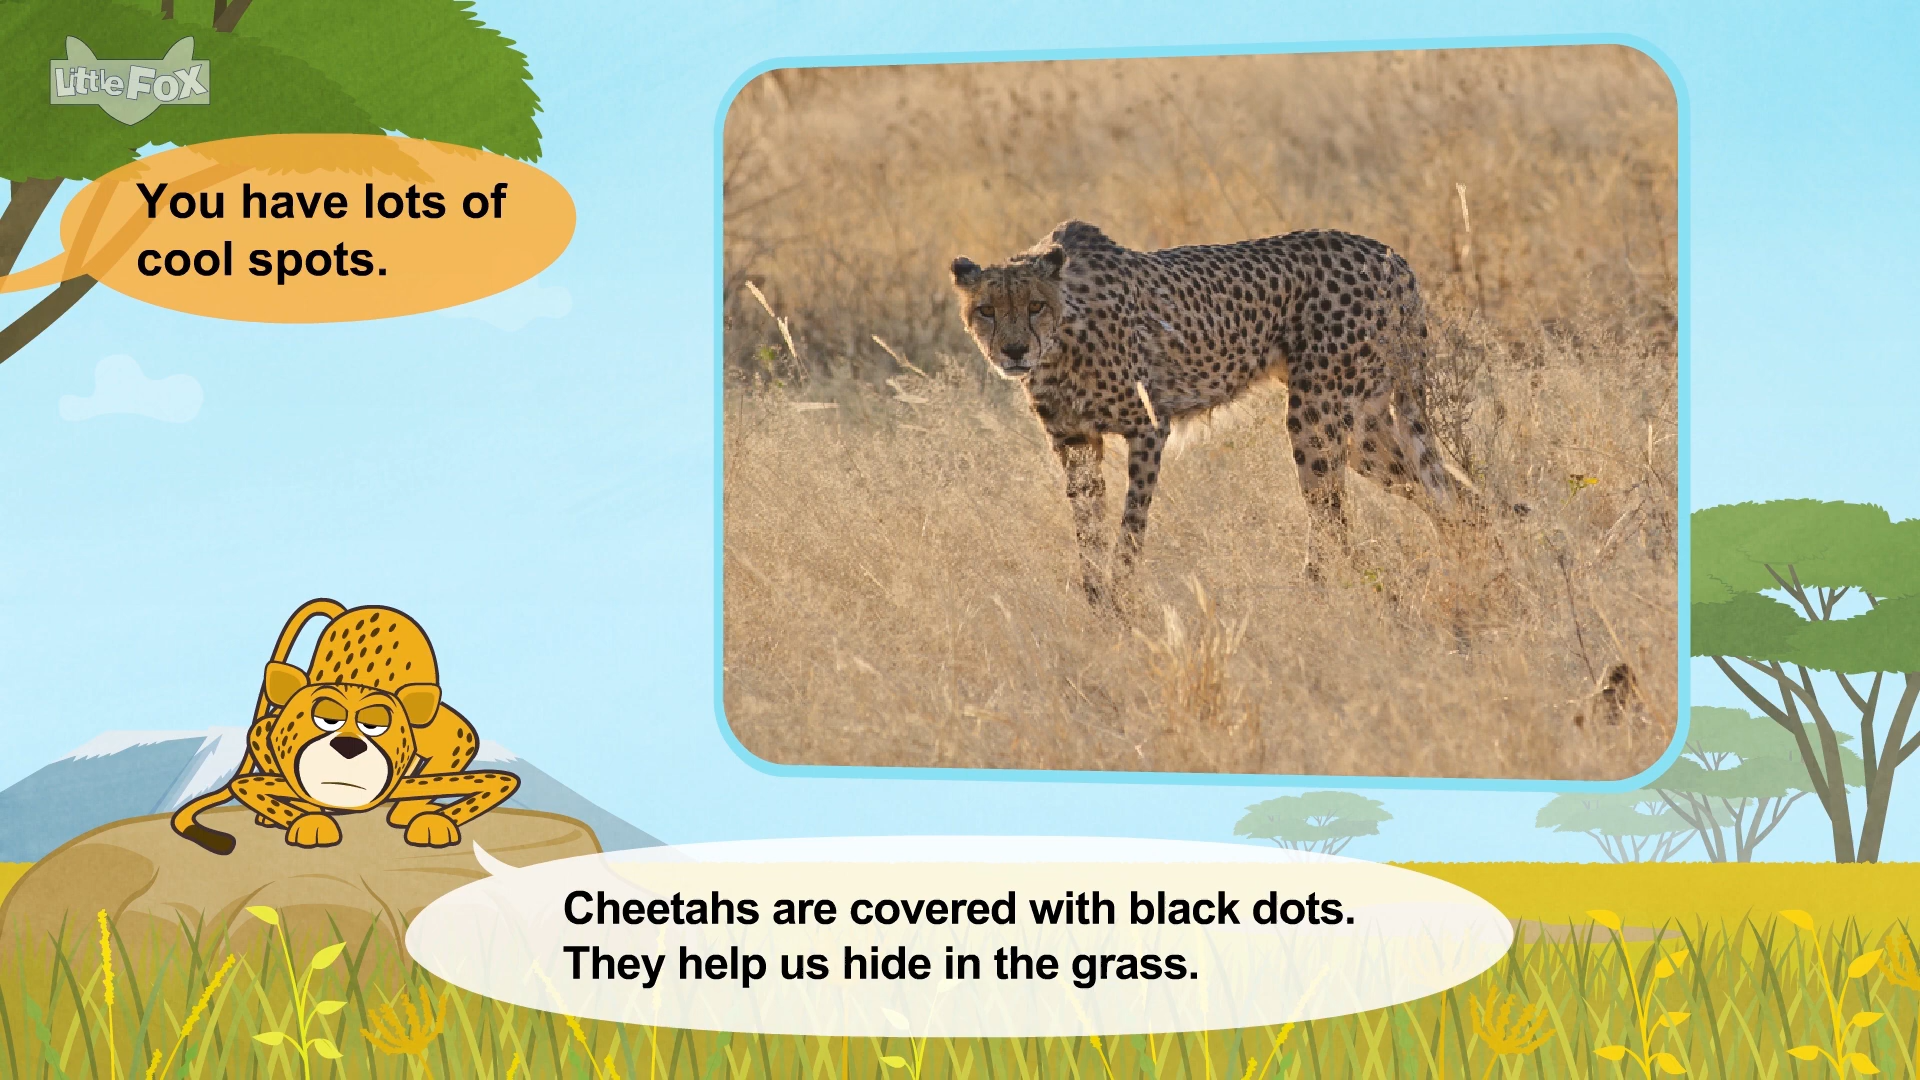 Little Fox
You have lots of
cool spots.
Cheetahs are covered with black dots.
They help us hide in the grass.